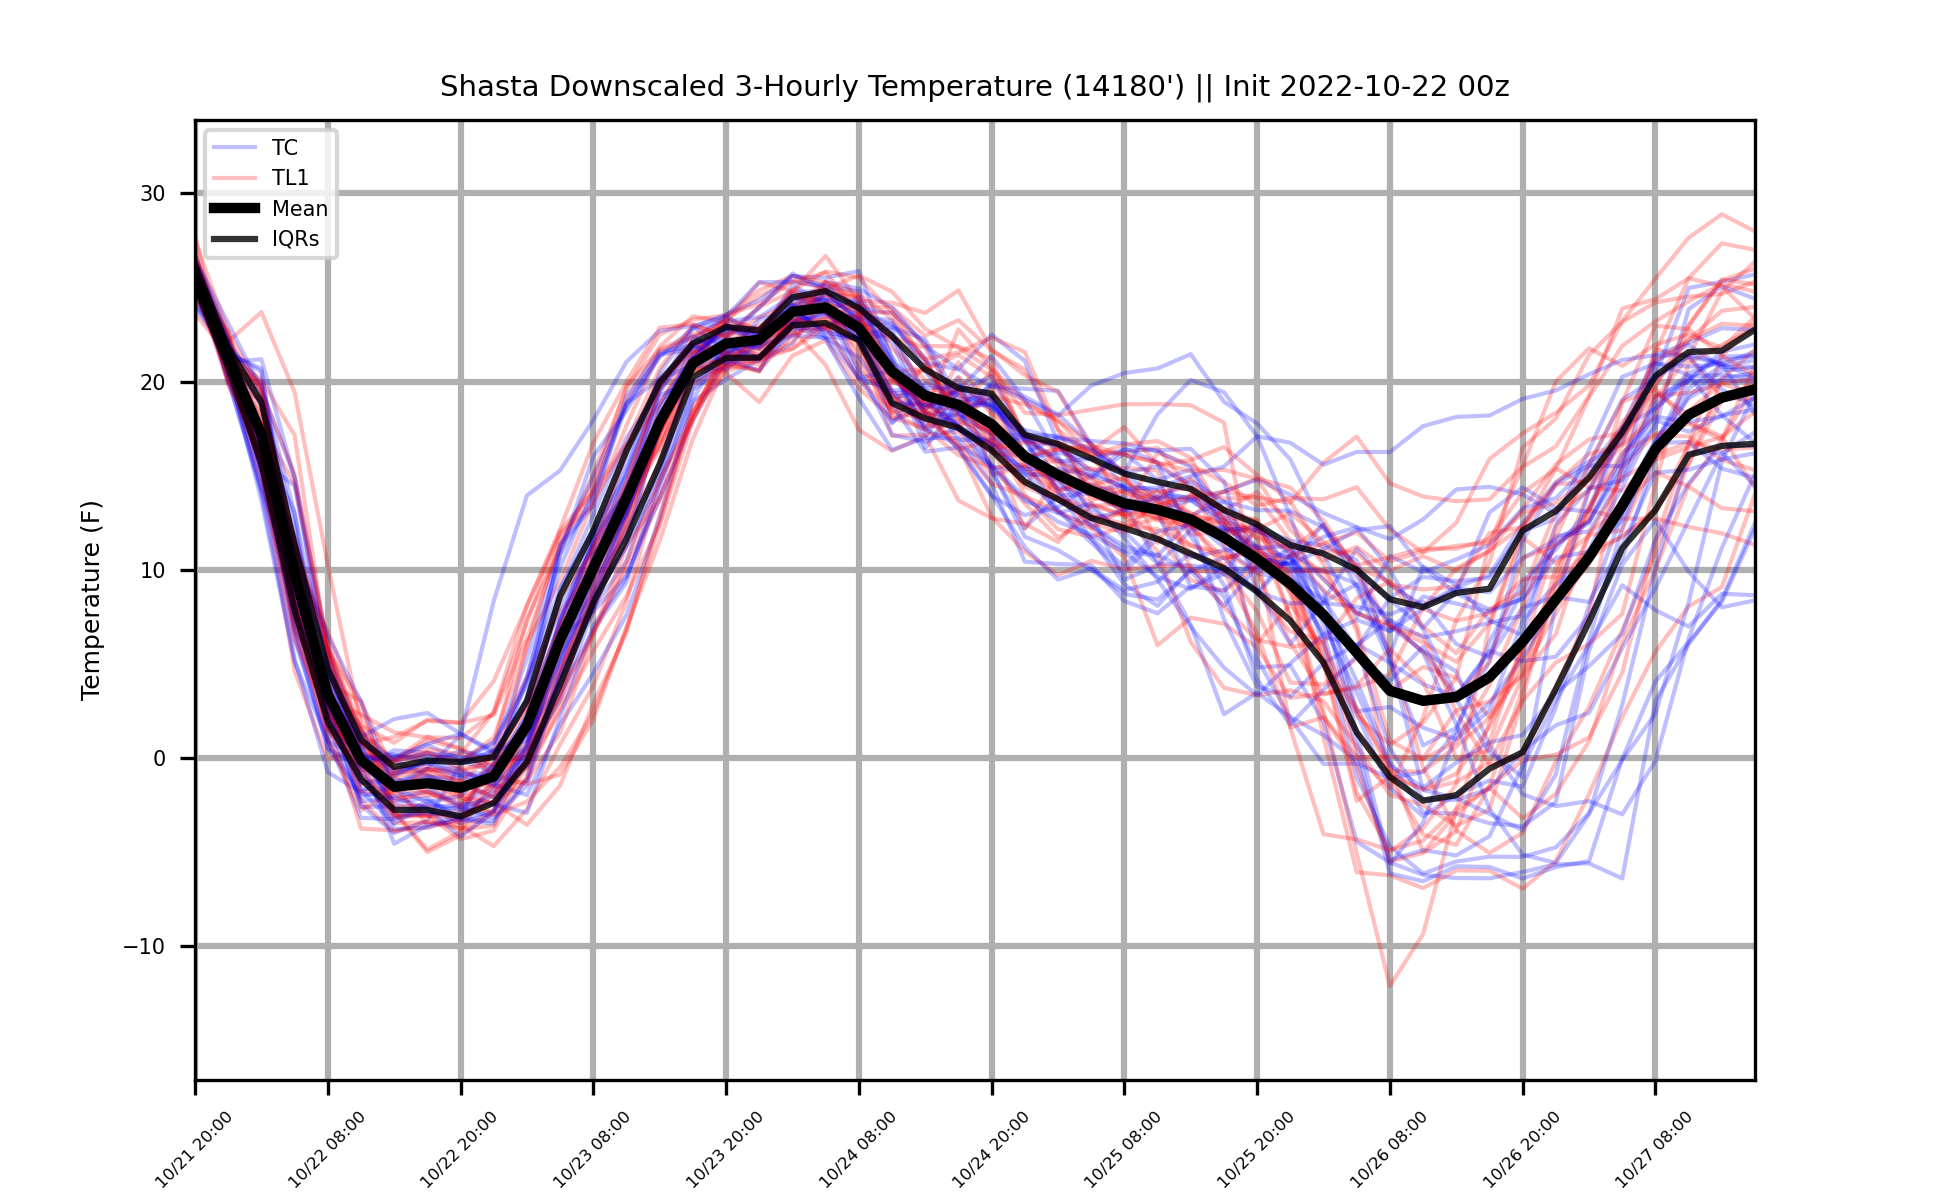 Shasta Downscaled 3-Hourly Temperature (14180') || Init 2022-10-22 00z
TC
TL1
Mean
IQRs
Temperature (F)
30
20
10
0
−10
10/21 20:00
10/22 08:00
10/22 20:00
10/23 08:00
10/23 20:00
10/24 08:00
10/24 20:00
10/25 08:00
10/25 20:00
10/26 08:00
10/26 20:00
10/27 08:00